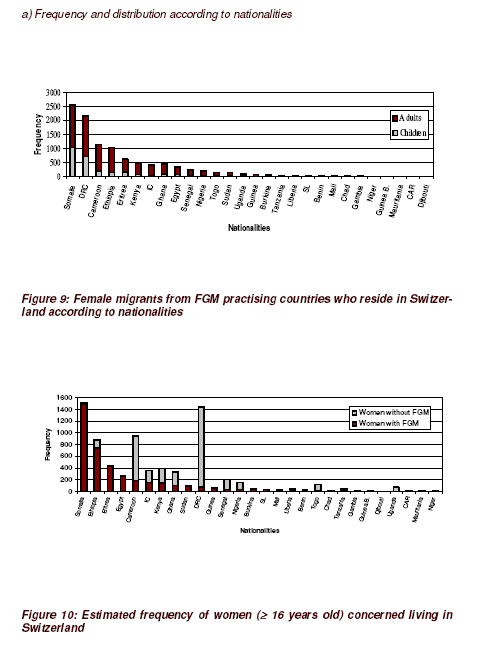 a) Frequency and distribution according to nationalities
3000
2500
2000
1500
1000
500
0
Frequency
Adults
Children
Somalia
DRC
Cameroon
Ethiopia
Eritrea
Kenya
IC
Ghana
Egypt
Senegal
Nigeria
Togo
Sudan
Uganda
Guinea
Burkina
Tanzania
Liberia
SL
Benin
Mali
Chad
Gambia
Niger
Guinea B.
Mauritania
CAR
Djibouti
Nationalities
Figure 9: Female migrants from FGM practising countries who reside in Switzer-
land according to nationalities
1600
1400
1200
1000
800
600
400
200
0
Frequency
Women without FGM
Women with FGM
Somalia
Ethiopia
Eritrea
Egypt
Cameroon
IC
Kenya
Ghana
Sudan
DRC
Guinea
Senegal
Nigeria
Burkina
SL
Mali
Liberia
Benin
Togo
Chad
Tanzania
Gambia
Guinea B.
Djibouti
Uganda
CAR
Mauritania
Niger
Nationalities
Figure 10: Estimated frequency of women (≥ 16 years old) concerned living in
Switzerland